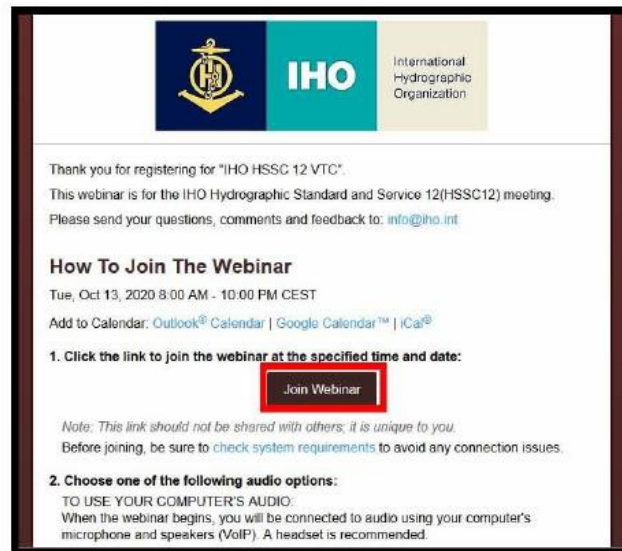 IHO
International
Hydrographic
Organization
Thank you for registering for "IHO HSSC 12 VTC".
This webinar is for the IHO Hydrographic Standard and Service 12(HSSC12) meeting.
Please send your questions, comments and feedback to: info@iho.int
How To Join The Webinar
Tue, Oct 13, 2020 8:00 AM - 10:00 PM CEST
Add to Calendar: Outlook® Calendar | Google Calendar™ | iCal®
1. Click the link to join the webinar at the specified time and date:
Join Webinar
Note: This link should not be shared with others; it is unique to you.
Before joining, be sure to check system requirements to avoid any connection issues.
2. Choose one of the following audio options:
TO USE YOUR COMPUTER'S AUDIO:
When the webinar begins, you will be connected to audio using your computer's
microphone and speakers (VoIP). A headset is recommended.